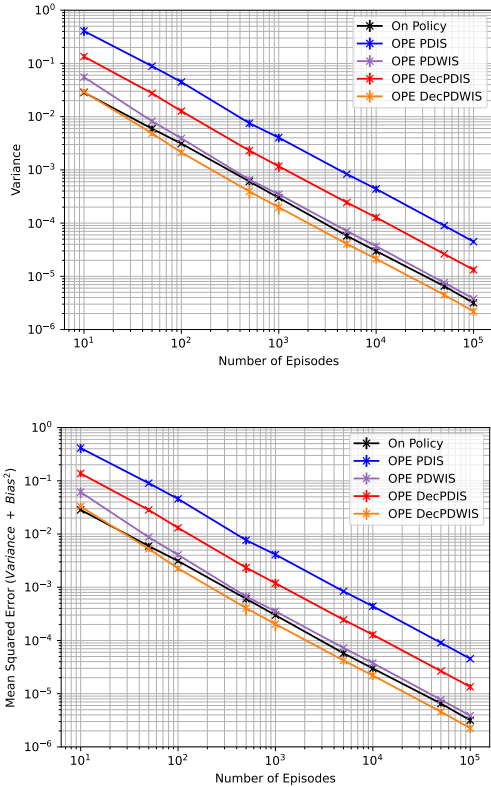 10^0
10^-1
10^-2
10^-3
10^-4
10^-5
10^-6
Variance
On Policy
OPE PDIS
OPE PDWIS
OPE DecPDIS
OPE DecPDWIS
10^1 10^2 10^3 10^4 10^5
Number of Episodes
10^0
10^-1
10^-2
10^-3
10^-4
10^-5
10^-6
Mean Squared Error (Variance + Bias^2)
On Policy
OPE PDIS
OPE PDWIS
OPE DecPDIS
OPE DecPDWIS
10^1 10^2 10^3 10^4 10^5
Number of Episodes